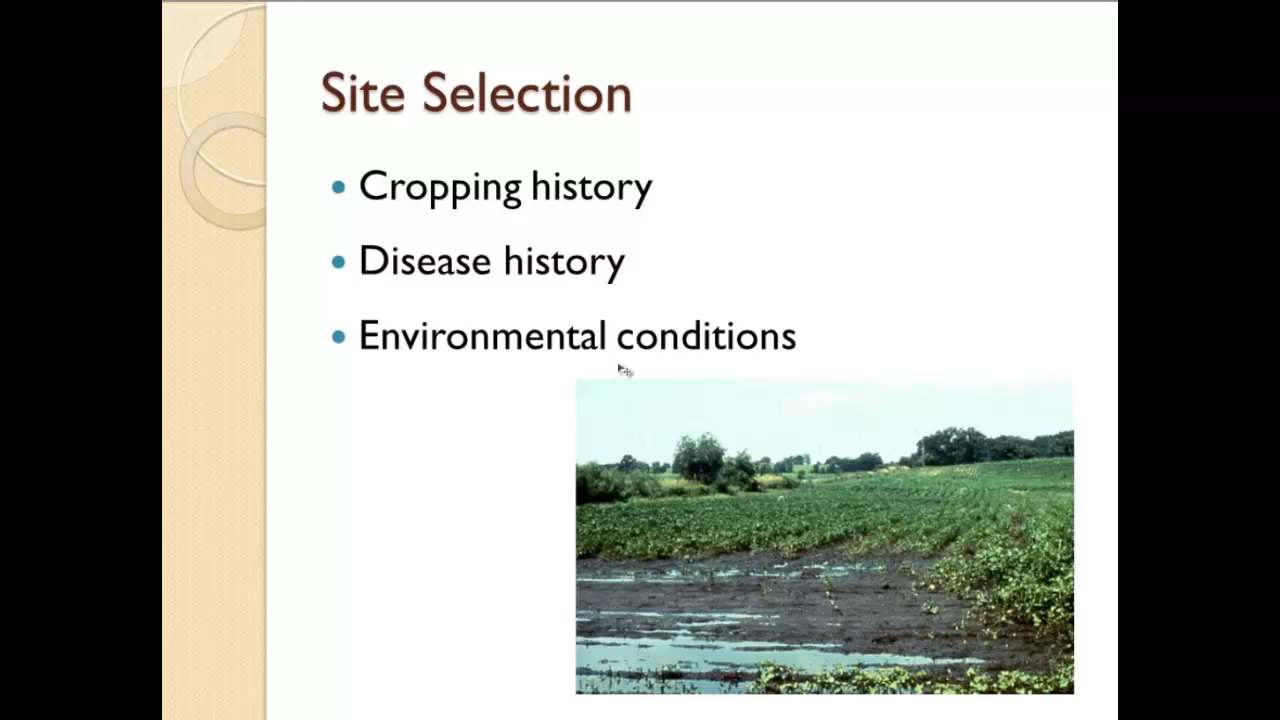 Site Selection
Cropping history
Disease history
Environmental conditions